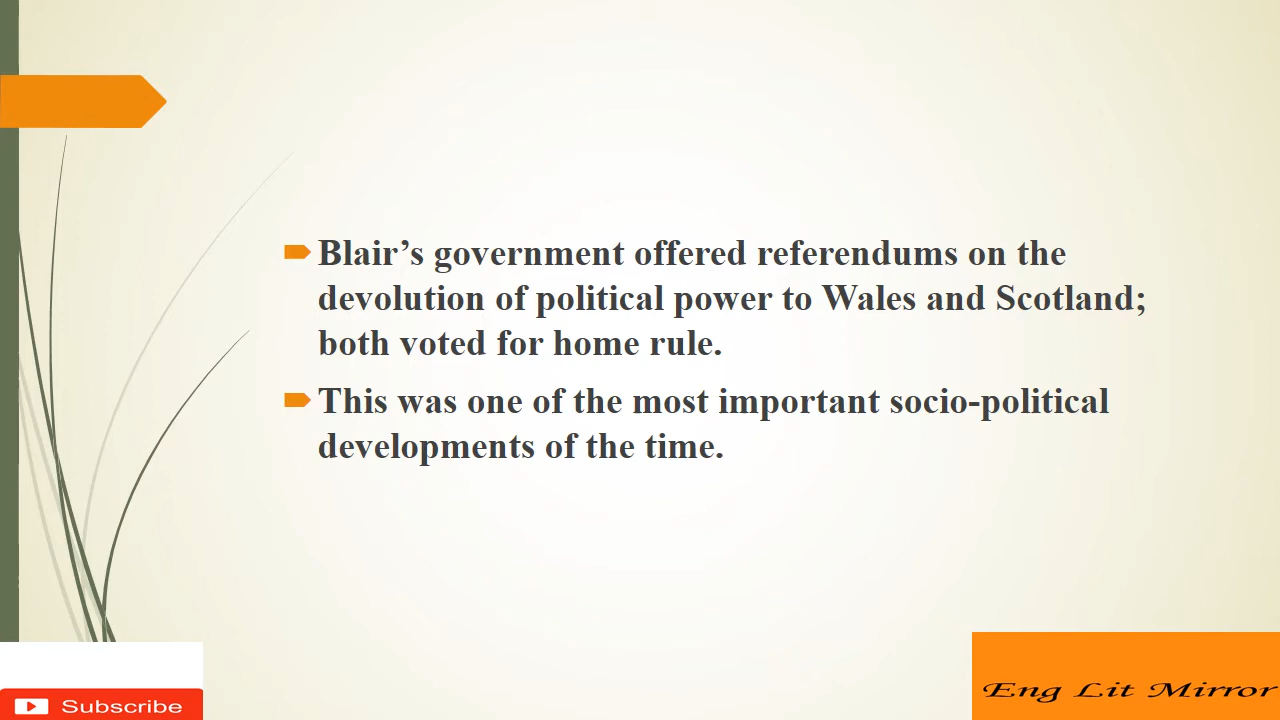 Blair’s government offered referendums on the
devolution of political power to Wales and Scotland;
both voted for home rule.
This was one of the most important socio-political
developments of the time.
Subscribe
Eng Lit Mirror